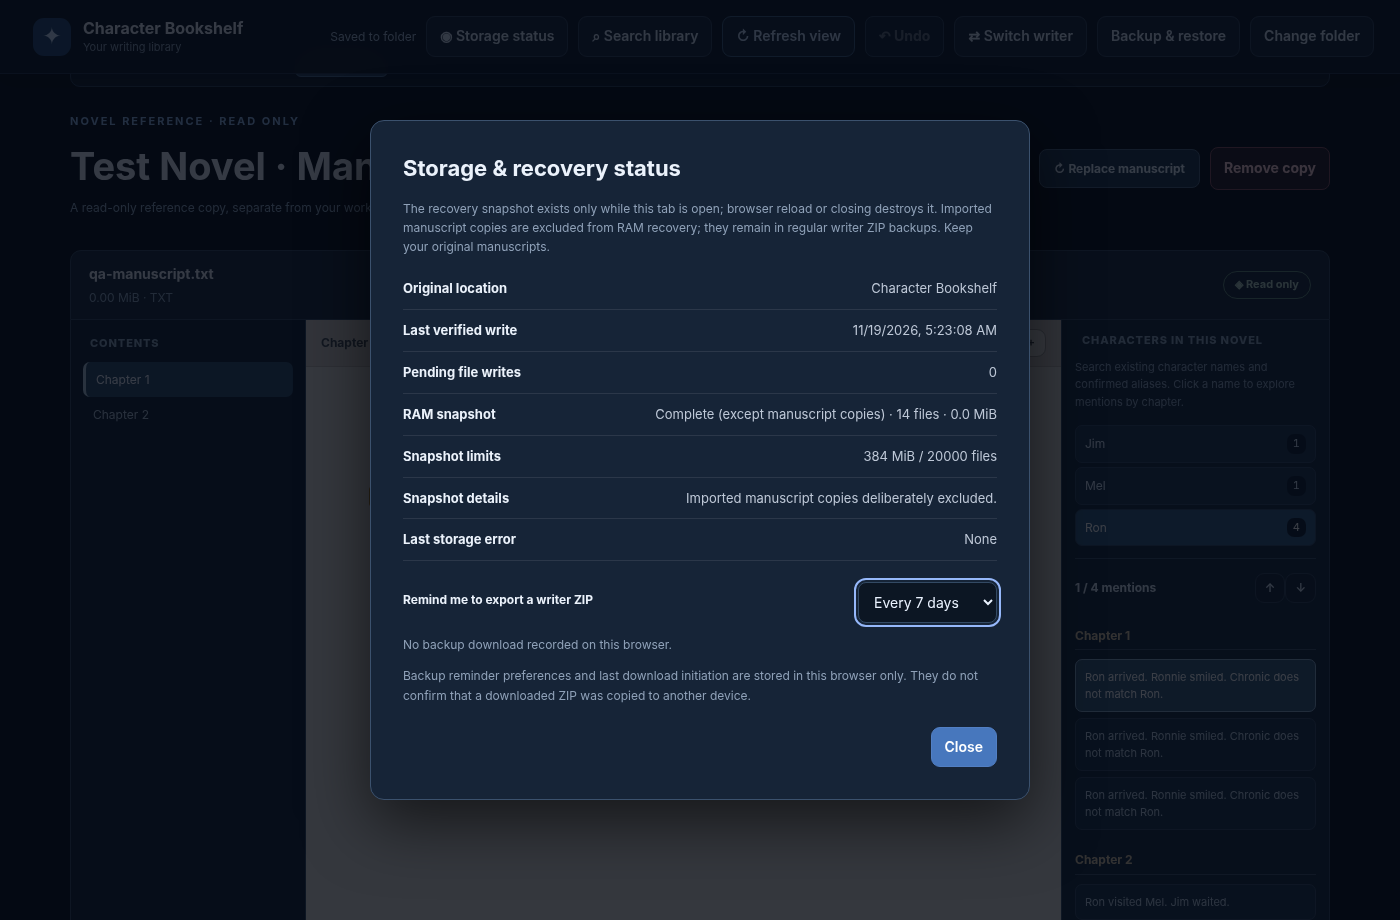 Character Bookshelf
Your writing library
Saved to folder
Storage status
Search library
Refresh view
Undo
Switch writer
Backup & restore
Change folder
NOVEL REFERENCE · READ ONLY
Test Novel · Man
A read-only reference copy, separate from your work
Replace manuscript
Remove copy
qa-manuscript.txt
0.00 MiB · TXT
Read only
CONTENTS
Chapter 1
Chapter 2
Chapter
Storage & recovery status
The recovery snapshot exists only while this tab is open; browser reload or closing destroys it. Imported
manuscript copies are excluded from RAM recovery; they remain in regular writer ZIP backups. Keep
your original manuscripts.
Original location Character Bookshelf
Last verified write 11/19/2026, 5:23:08 AM
Pending file writes 0
RAM snapshot Complete (except manuscript copies) · 14 files · 0.0 MiB
Snapshot limits 384 MiB / 20000 files
Snapshot details Imported manuscript copies deliberately excluded.
Last storage error None
Remind me to export a writer ZIP Every 7 days
No backup download recorded on this browser.
Backup reminder preferences and last download initiation are stored in this browser only. They do not
confirm that a downloaded ZIP was copied to another device.
Close
CHARACTERS IN THIS NOVEL
Search existing character names and
confirmed aliases. Click a name to explore
mentions by chapter.
Jim 1
Mel 1
Ron 4
1 / 4 mentions
Chapter 1
Ron arrived. Ronnie smiled. Chronic does
not match Ron.
Ron arrived. Ronnie smiled. Chronic does
not match Ron.
Ron arrived. Ronnie smiled. Chronic does
not match Ron.
Chapter 2
Ron visited Mel. Jim waited.